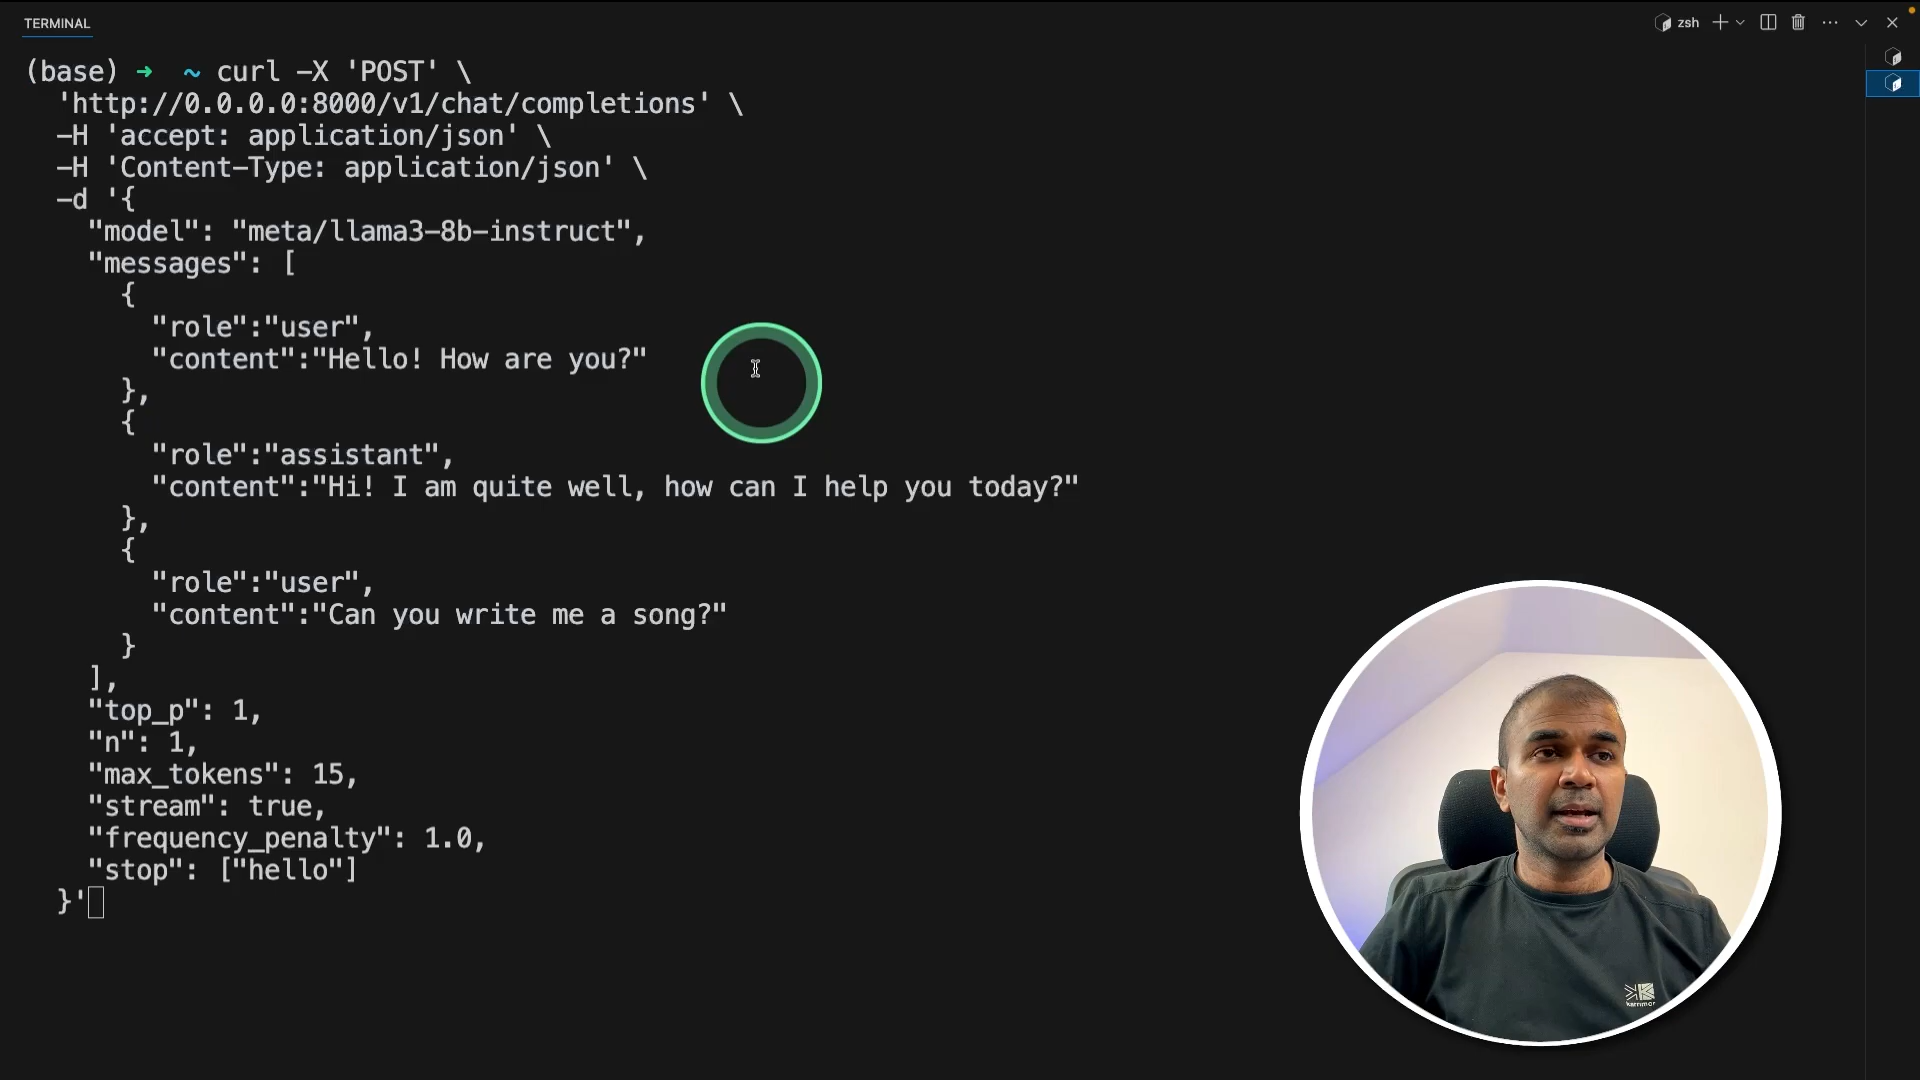 TERMINAL
zsh
(base) ➜ ~ curl -X 'POST' \
'http://0.0.0.0:8000/v1/chat/completions' \
-H 'accept: application/json' \
-H 'Content-Type: application/json' \
-d '{
"model": "meta/llama3-8b-instruct",
"messages": [
{
"role":"user",
"content":"Hello! How are you?"
},
{
"role":"assistant",
"content":"Hi! I am quite well, how can I help you today?"
},
{
"role":"user",
"content":"Can you write me a song?"
}
],
"top_p": 1,
"n": 1,
"max_tokens": 15,
"stream": true,
"frequency_penalty": 1.0,
"stop": ["hello"]
}'
karrimor